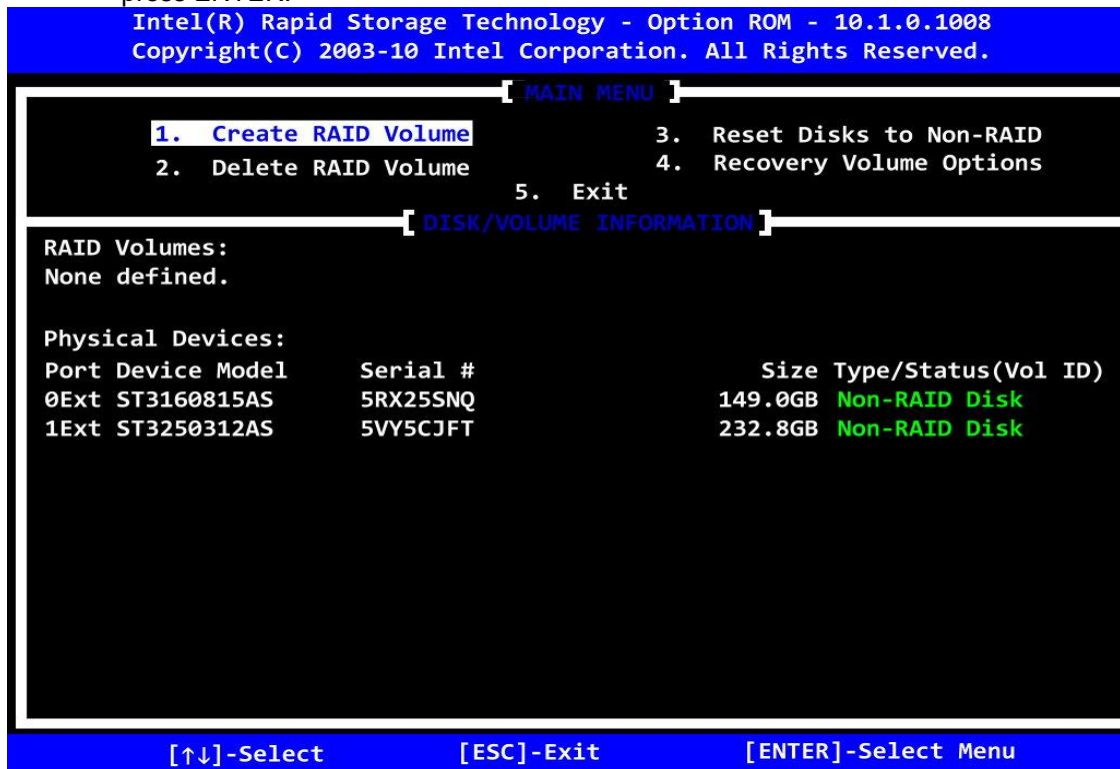 press ENTER.
Intel(R) Rapid Storage Technology - Option ROM - 10.1.0.1008
Copyright(C) 2003-10 Intel Corporation. All Rights Reserved.
[ MAIN MENU ]
1. Create RAID Volume
2. Delete RAID Volume
3. Reset Disks to Non-RAID
4. Recovery Volume Options
5. Exit
[ DISK/VOLUME INFORMATION ]
RAID Volumes:
None defined.
Physical Devices:
Port Device Model Serial # Size Type/Status(Vol ID)
0Ext ST3160815AS 5RX25SNQ 149.0GB Non-RAID Disk
1Ext ST3250312AS 5VY5CJFT 232.8GB Non-RAID Disk
[↑↓]-Select [ESC]-Exit [ENTER]-Select Menu